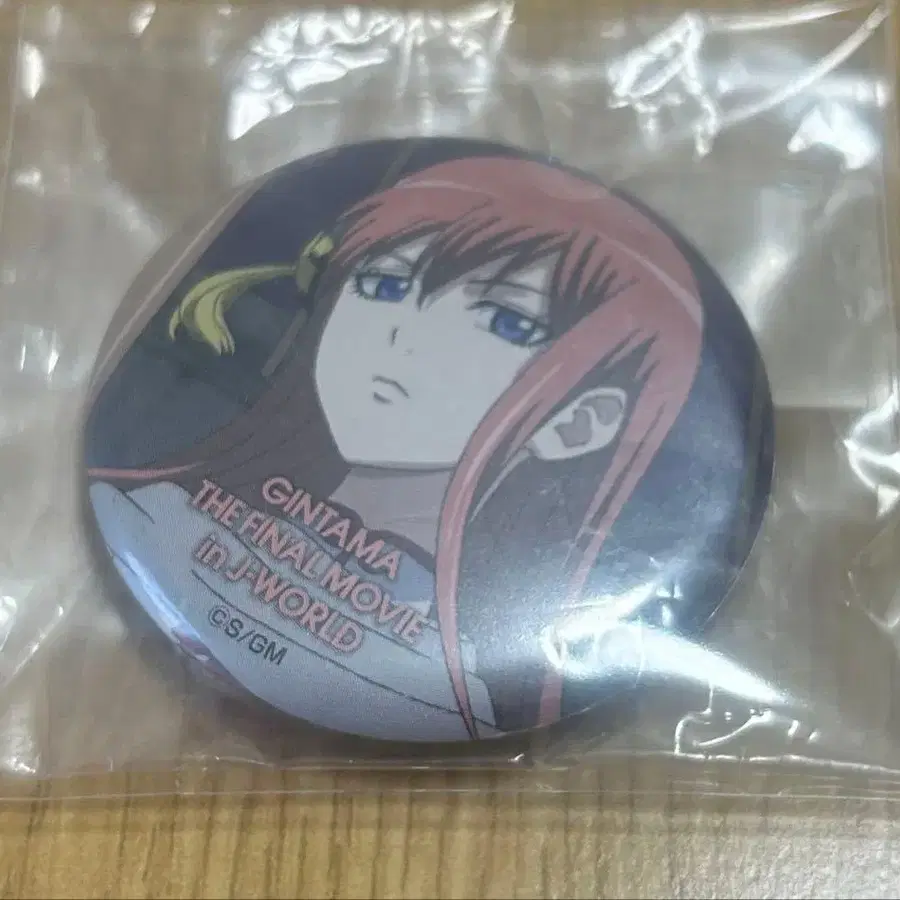 GINTAMA
THE FINAL MOVIE
in J-WORLD
©S/GM